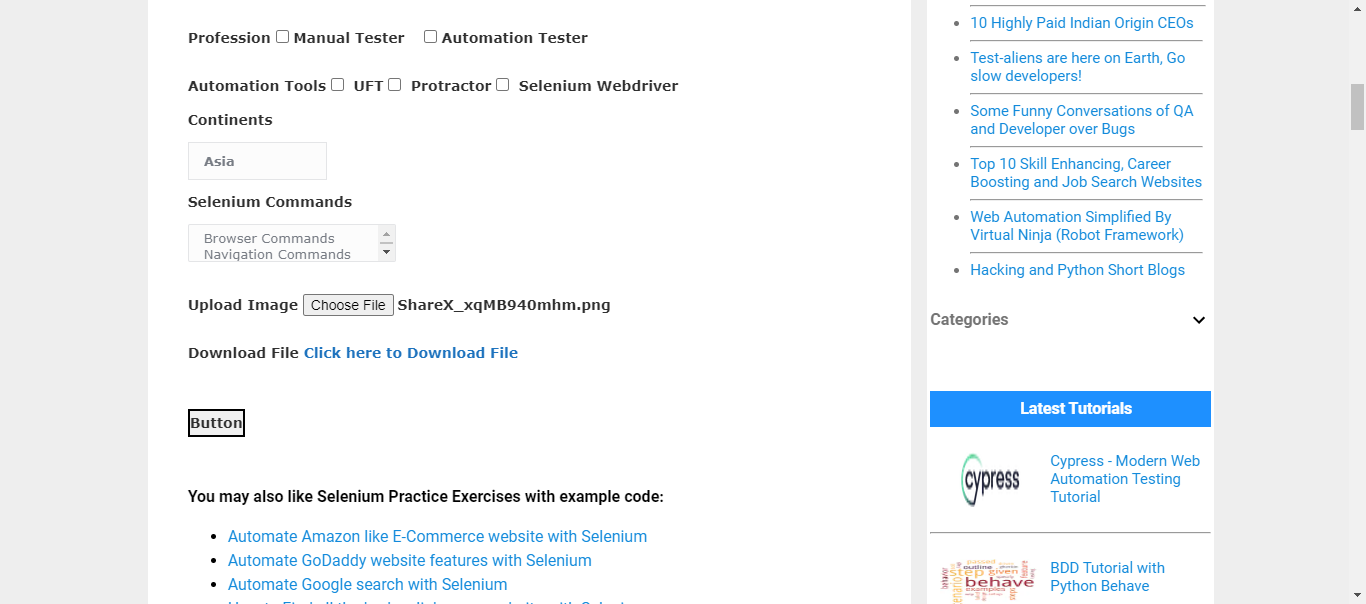 Profession Manual Tester Automation Tester
Automation Tools UFT Protractor Selenium Webdriver
Continents
Asia
Selenium Commands
Browser Commands
Navigation Commands
Upload Image Choose File ShareX_xqMB940mhm.png
Download File Click here to Download File
Button
You may also like Selenium Practice Exercises with example code:
Automate Amazon like E-Commerce website with Selenium
Automate GoDaddy website features with Selenium
Automate Google search with Selenium
10 Highly Paid Indian Origin CEOs
Test-aliens are here on Earth, Go
slow developers!
Some Funny Conversations of QA
and Developer over Bugs
Top 10 Skill Enhancing, Career
Boosting and Job Search Websites
Web Automation Simplified By
Virtual Ninja (Robot Framework)
Hacking and Python Short Blogs
Categories
Latest Tutorials
cypress
Cypress - Modern Web
Automation Testing
Tutorial
passed
outline
step given
behave
examples
BDD Tutorial with
Python Behave